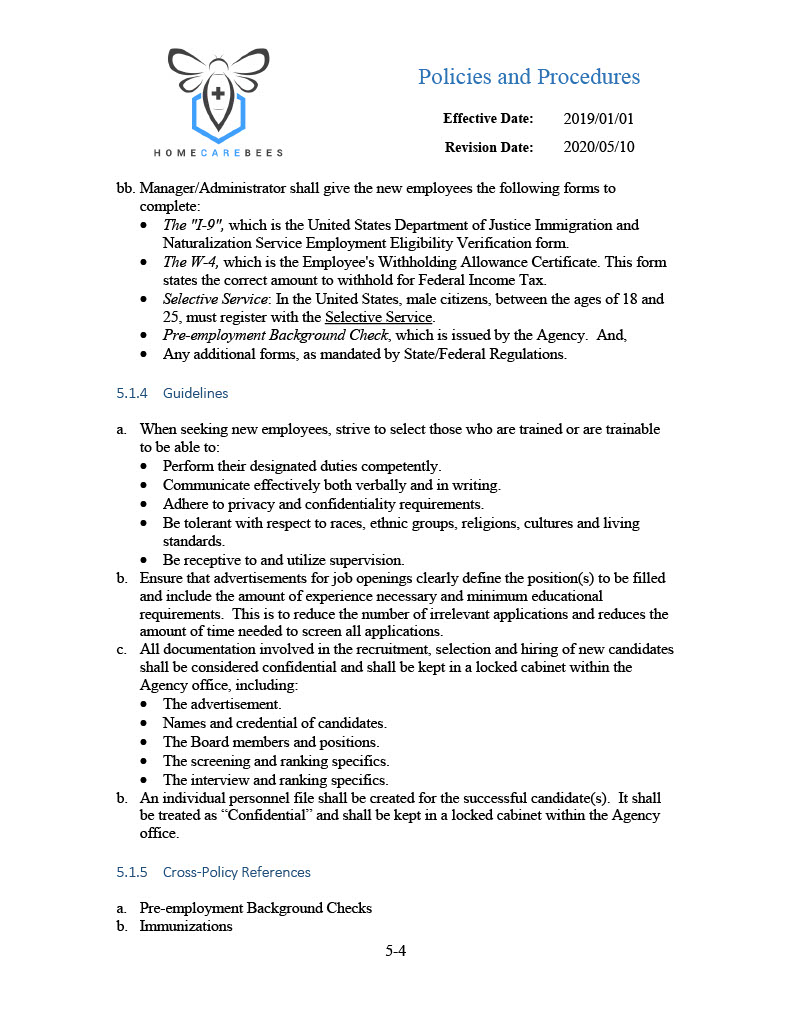 Policies and Procedures
Effective Date: 2019/01/01
Revision Date: 2020/05/10
HOMECAREBEES
bb. Manager/Administrator shall give the new employees the following forms to
complete:
• The "I-9", which is the United States Department of Justice Immigration and
Naturalization Service Employment Eligibility Verification form.
• The W-4, which is the Employee's Withholding Allowance Certificate. This form
states the correct amount to withhold for Federal Income Tax.
• Selective Service: In the United States, male citizens, between the ages of 18 and
25, must register with the Selective Service.
• Pre-employment Background Check, which is issued by the Agency.  And,
• Any additional forms, as mandated by State/Federal Regulations.
5.1.4 Guidelines
a. When seeking new employees, strive to select those who are trained or are trainable
to be able to:
• Perform their designated duties competently.
• Communicate effectively both verbally and in writing.
• Adhere to privacy and confidentiality requirements.
• Be tolerant with respect to races, ethnic groups, religions, cultures and living
standards.
• Be receptive to and utilize supervision.
b. Ensure that advertisements for job openings clearly define the position(s) to be filled
and include the amount of experience necessary and minimum educational
requirements.  This is to reduce the number of irrelevant applications and reduces the
amount of time needed to screen all applications.
c. All documentation involved in the recruitment, selection and hiring of new candidates
shall be considered confidential and shall be kept in a locked cabinet within the
Agency office, including:
• The advertisement.
• Names and credential of candidates.
• The Board members and positions.
• The screening and ranking specifics.
• The interview and ranking specifics.
b. An individual personnel file shall be created for the successful candidate(s).  It shall
be treated as “Confidential” and shall be kept in a locked cabinet within the Agency
office.
5.1.5 Cross-Policy References
a. Pre-employment Background Checks
b. Immunizations
5-4